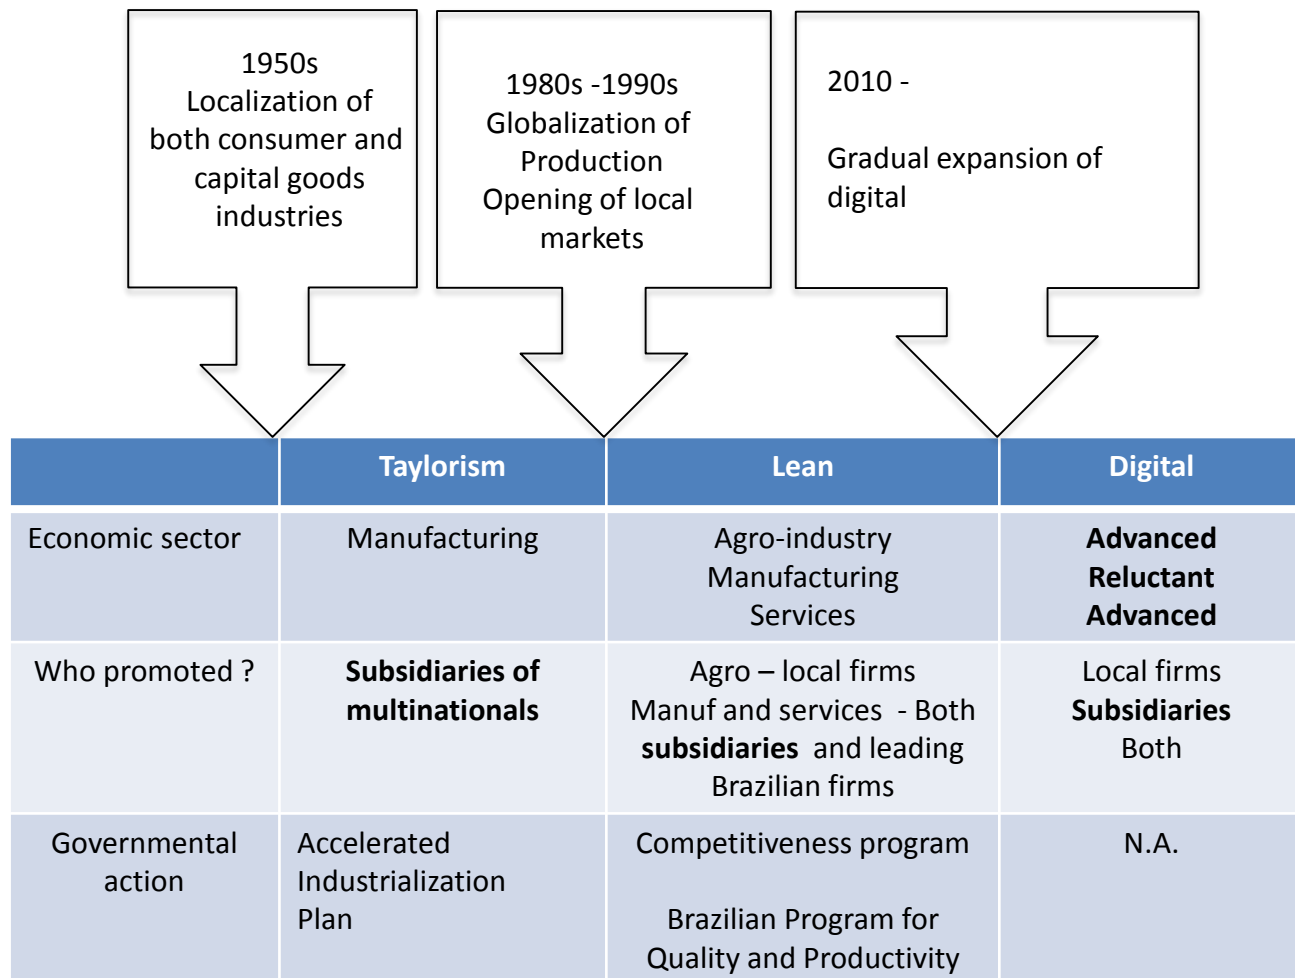 1950s
Localization of
both consumer and
capital goods
industries
1980s -1990s
Globalization of
Production
Opening of local
markets
2010 -
Gradual expansion of
digital
Taylorism
Lean
Digital
Economic sector
Manufacturing
Agro-industry
Manufacturing
Services
Advanced
Reluctant
Advanced
Who promoted ?
Subsidiaries of
multinationals
Agro – local firms
Manuf and services - Both
subsidiaries and leading
Brazilian firms
Local firms
Subsidiaries
Both
Governmental
action
Accelerated
Industrialization
Plan
Competitiveness program
Brazilian Program for
Quality and Productivity
N.A.